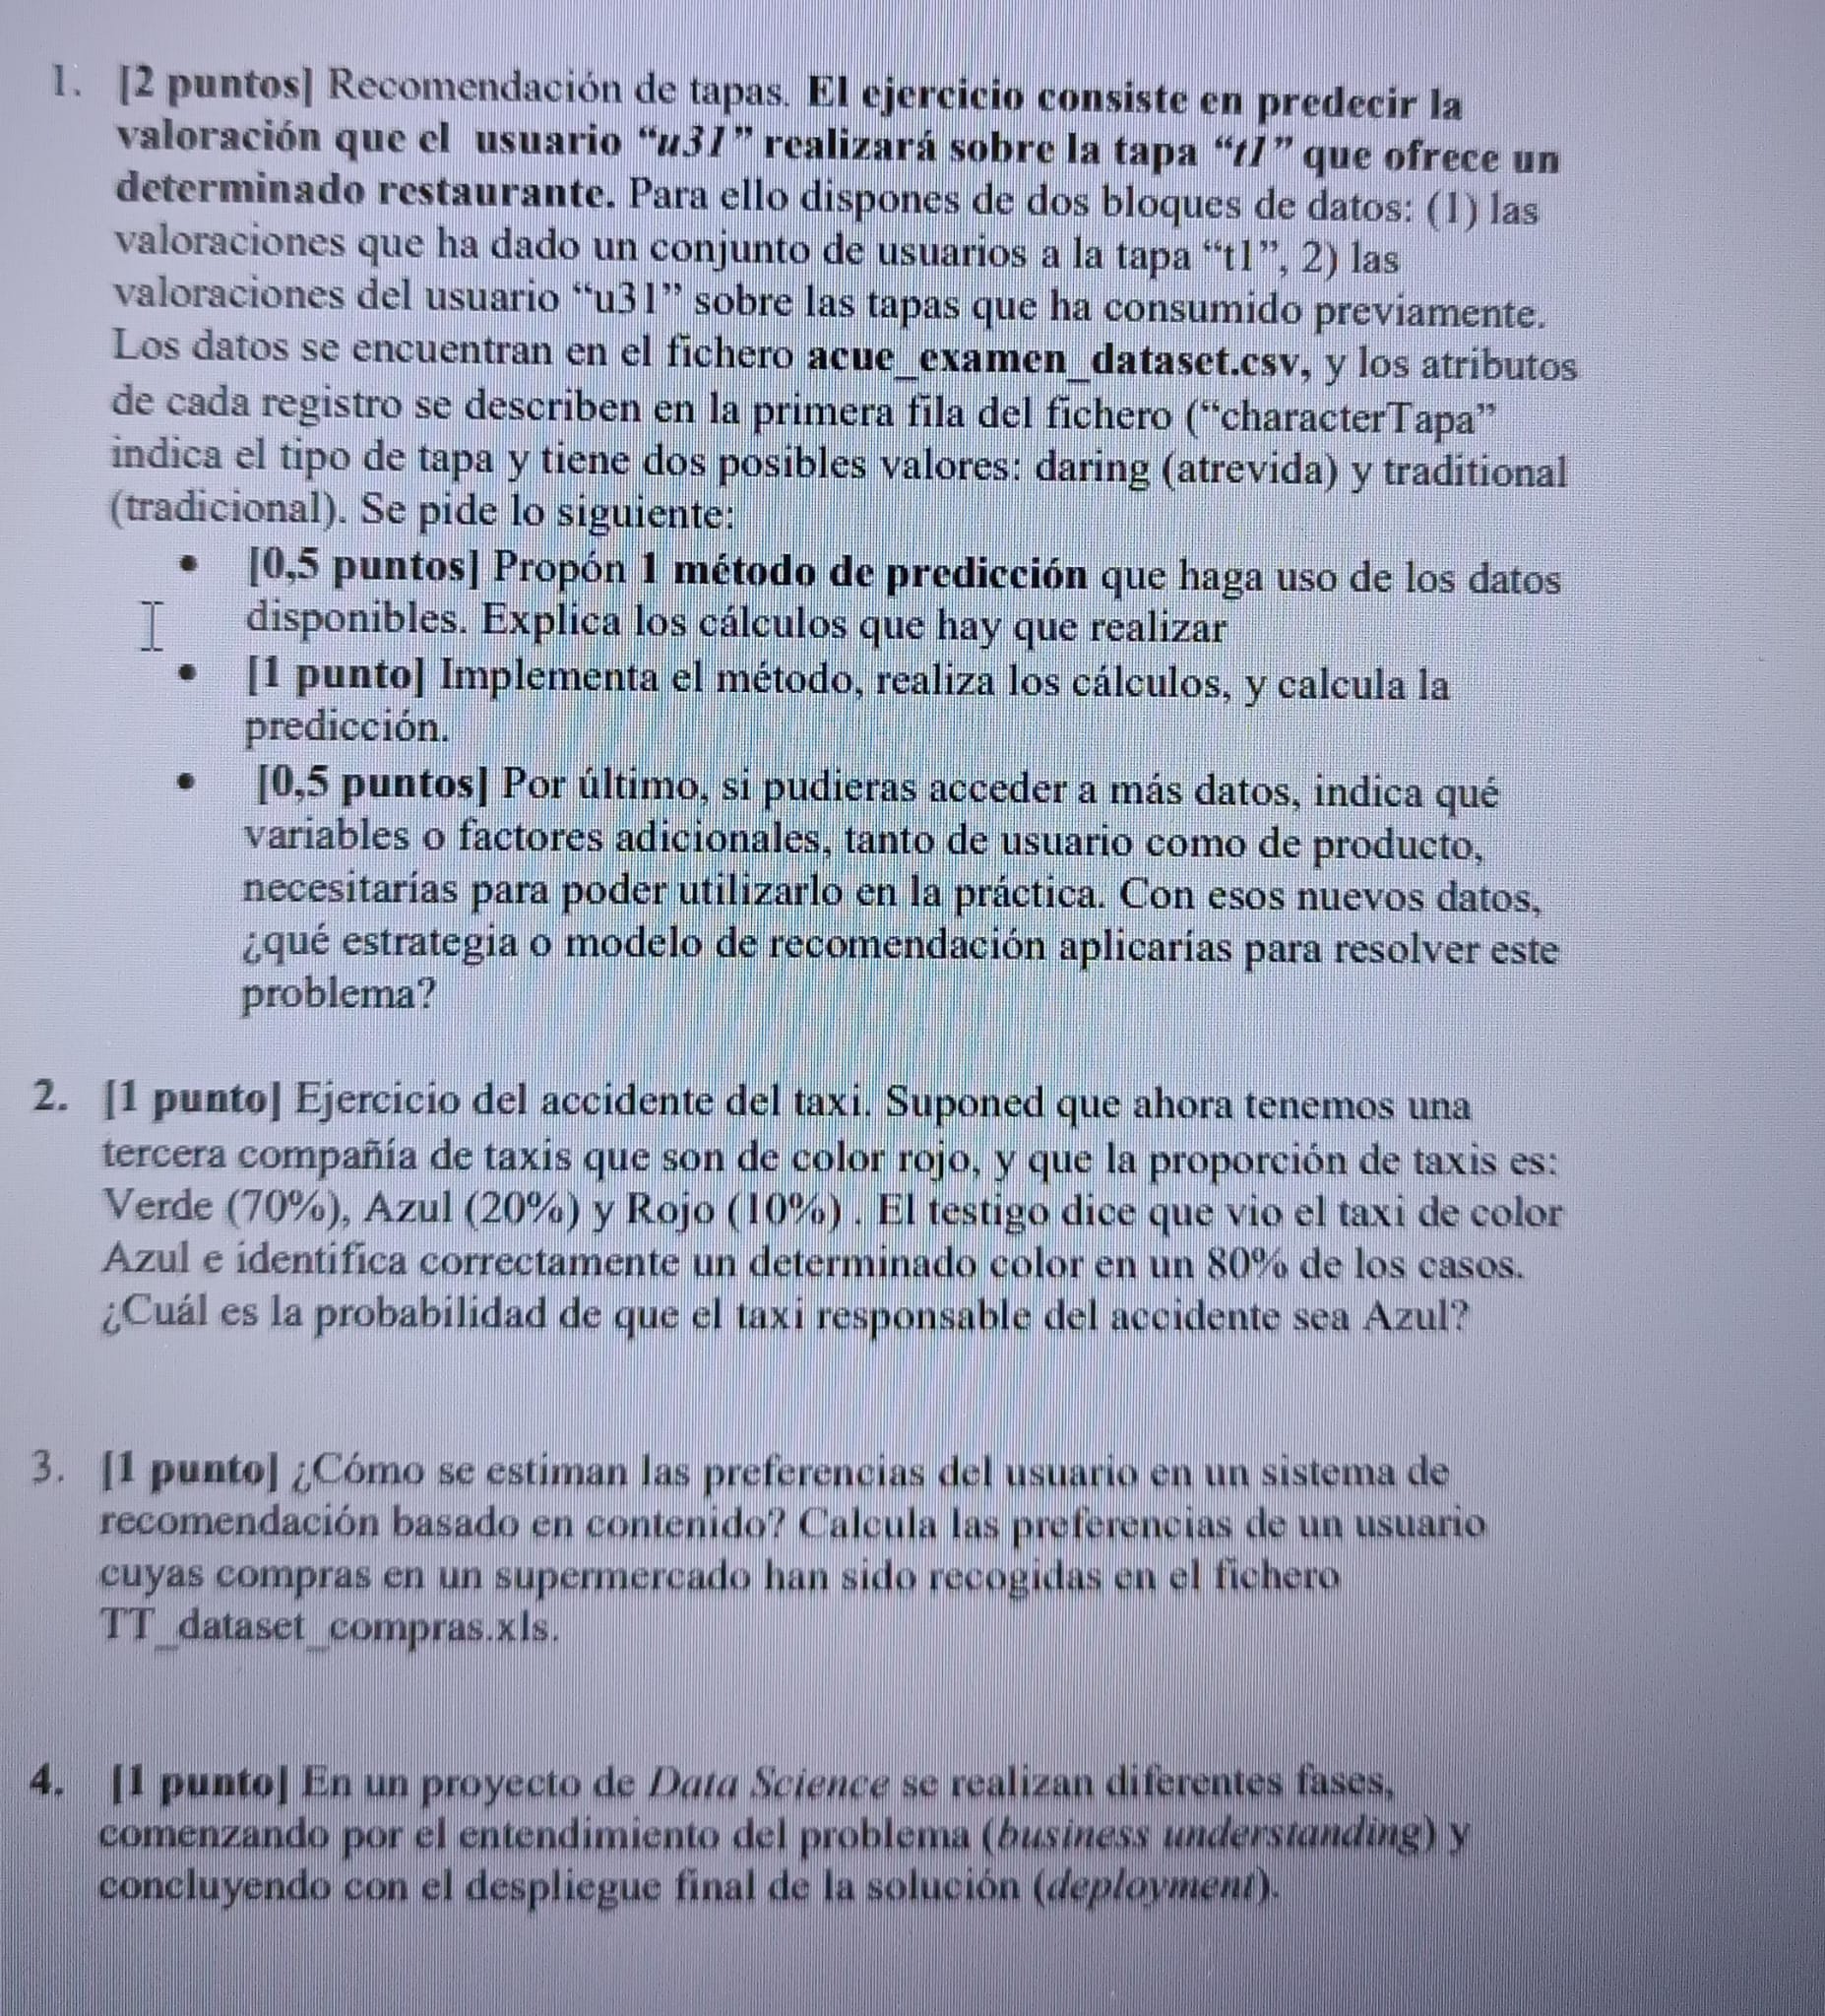 1. [2 puntos] Recomendación de tapas. El ejercicio consiste en predecir la
valoración que el usuario “u31” realizará sobre la tapa “t1” que ofrece un
determinado restaurante. Para ello dispones de dos bloques de datos: (1) las
valoraciones que ha dado un conjunto de usuarios a la tapa “t1”, 2) las
valoraciones del usuario “u31” sobre las tapas que ha consumido previamente.
Los datos se encuentran en el fichero acue_examen_dataset.csv, y los atributos
de cada registro se describen en la primera fila del fichero (“characterTapa”
indica el tipo de tapa y tiene dos posibles valores: daring (atrevida) y traditional
(tradicional). Se pide lo siguiente:
• [0,5 puntos] Propón 1 método de predicción que haga uso de los datos
disponibles. Explica los cálculos que hay que realizar
• [1 punto] Implementa el método, realiza los cálculos, y calcula la
predicción.
• [0,5 puntos] Por último, si pudieras acceder a más datos, indica qué
variables o factores adicionales, tanto de usuario como de producto,
necesitarías para poder utilizarlo en la práctica. Con esos nuevos datos,
¿qué estrategia o modelo de recomendación aplicarías para resolver este
problema?
2. [1 punto] Ejercicio del accidente del taxi. Suponed que ahora tenemos una
tercera compañía de taxis que son de color rojo, y que la proporción de taxis es:
Verde (70%), Azul (20%) y Rojo (10%) . El testigo dice que vio el taxi de color
Azul e identifica correctamente un determinado color en un 80% de los casos.
¿Cuál es la probabilidad de que el taxi responsable del accidente sea Azul?
3. [1 punto] ¿Cómo se estiman las preferencias del usuario en un sistema de
recomendación basado en contenido? Calcula las preferencias de un usuario
cuyas compras en un supermercado han sido recogidas en el fichero
TT_dataset_compras.xls.
4. [1 punto] En un proyecto de Data Science se realizan diferentes fases,
comenzando por el entendimiento del problema (business understanding) y
concluyendo con el despliegue final de la solución (deployment).